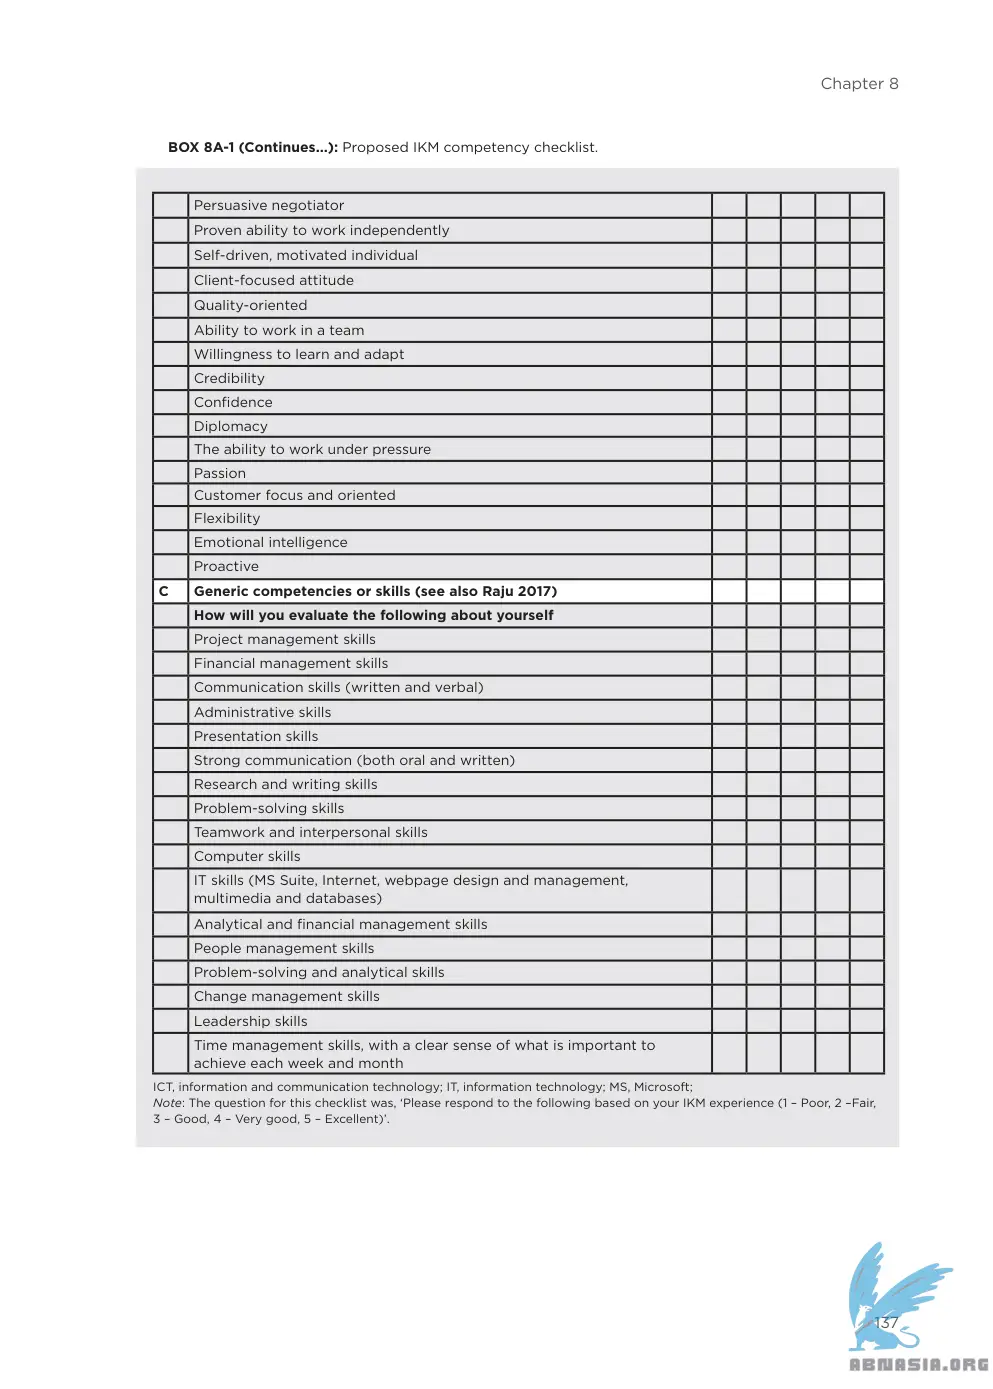 Chapter 8
BOX 8A-1 (Continues...): Proposed IKM competency checklist.
Persuasive negotiator
Proven ability to work independently
Self-driven, motivated individual
Client-focused attitude
Quality-oriented
Ability to work in a team
Willingness to learn and adapt
Credibility
Confidence
Diplomacy
The ability to work under pressure
Passion
Customer focus and oriented
Flexibility
Emotional intelligence
Proactive
C Generic competencies or skills (see also Raju 2017)
How will you evaluate the following about yourself
Project management skills
Financial management skills
Communication skills (written and verbal)
Administrative skills
Presentation skills
Strong communication (both oral and written)
Research and writing skills
Problem-solving skills
Teamwork and interpersonal skills
Computer skills
IT skills (MS Suite, Internet, webpage design and management,
multimedia and databases)
Analytical and financial management skills
People management skills
Problem-solving and analytical skills
Change management skills
Leadership skills
Time management skills, with a clear sense of what is important to
achieve each week and month
ICT, information and communication technology; IT, information technology; MS, Microsoft;
Note: The question for this checklist was, ‘Please respond to the following based on your IKM experience (1 – Poor, 2 –Fair,
3 – Good, 4 – Very good, 5 – Excellent)’.
137
ABNASIA.ORG